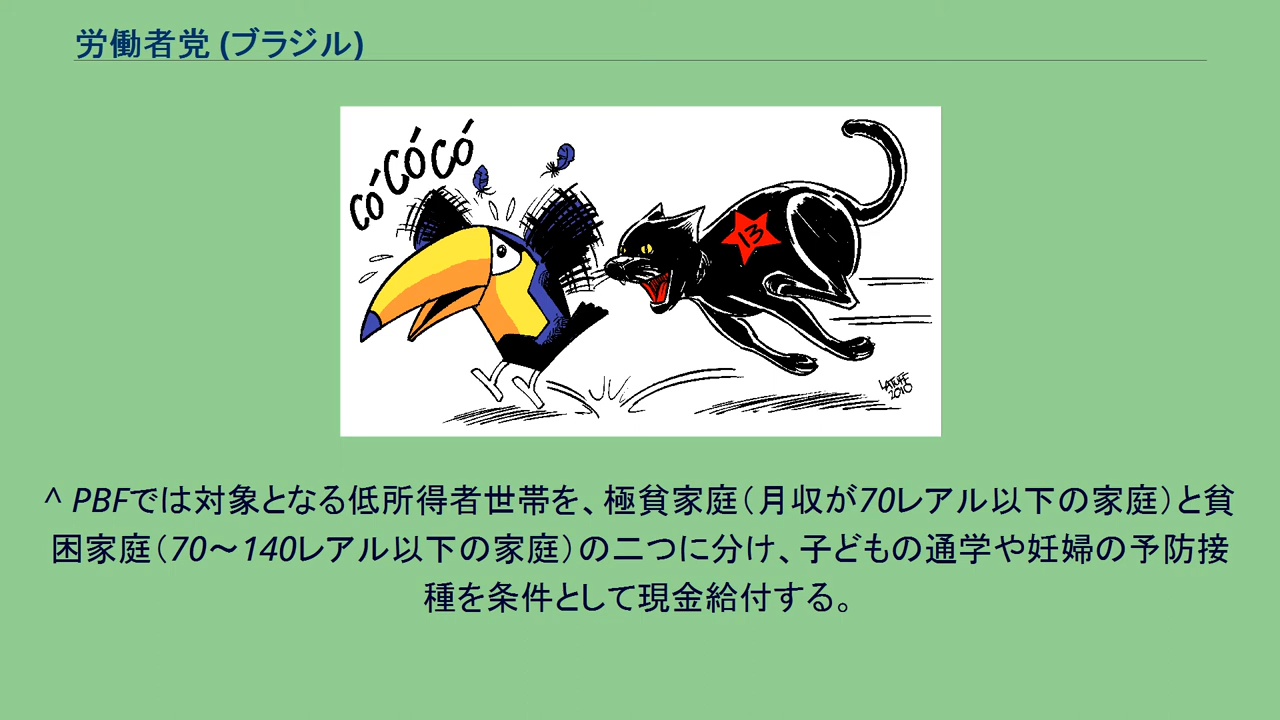 労働者党 (ブラジル)
CÓ CÓ CÓ
13
LATUFF
2010
^ PBFでは対象となる低所得者世帯を、極貧家庭（月収が70レアル以下の家庭）と貧
困家庭（70～140レアル以下の家庭）の二つに分け、子どもの通学や妊婦の予防接
種を条件として現金給付する。